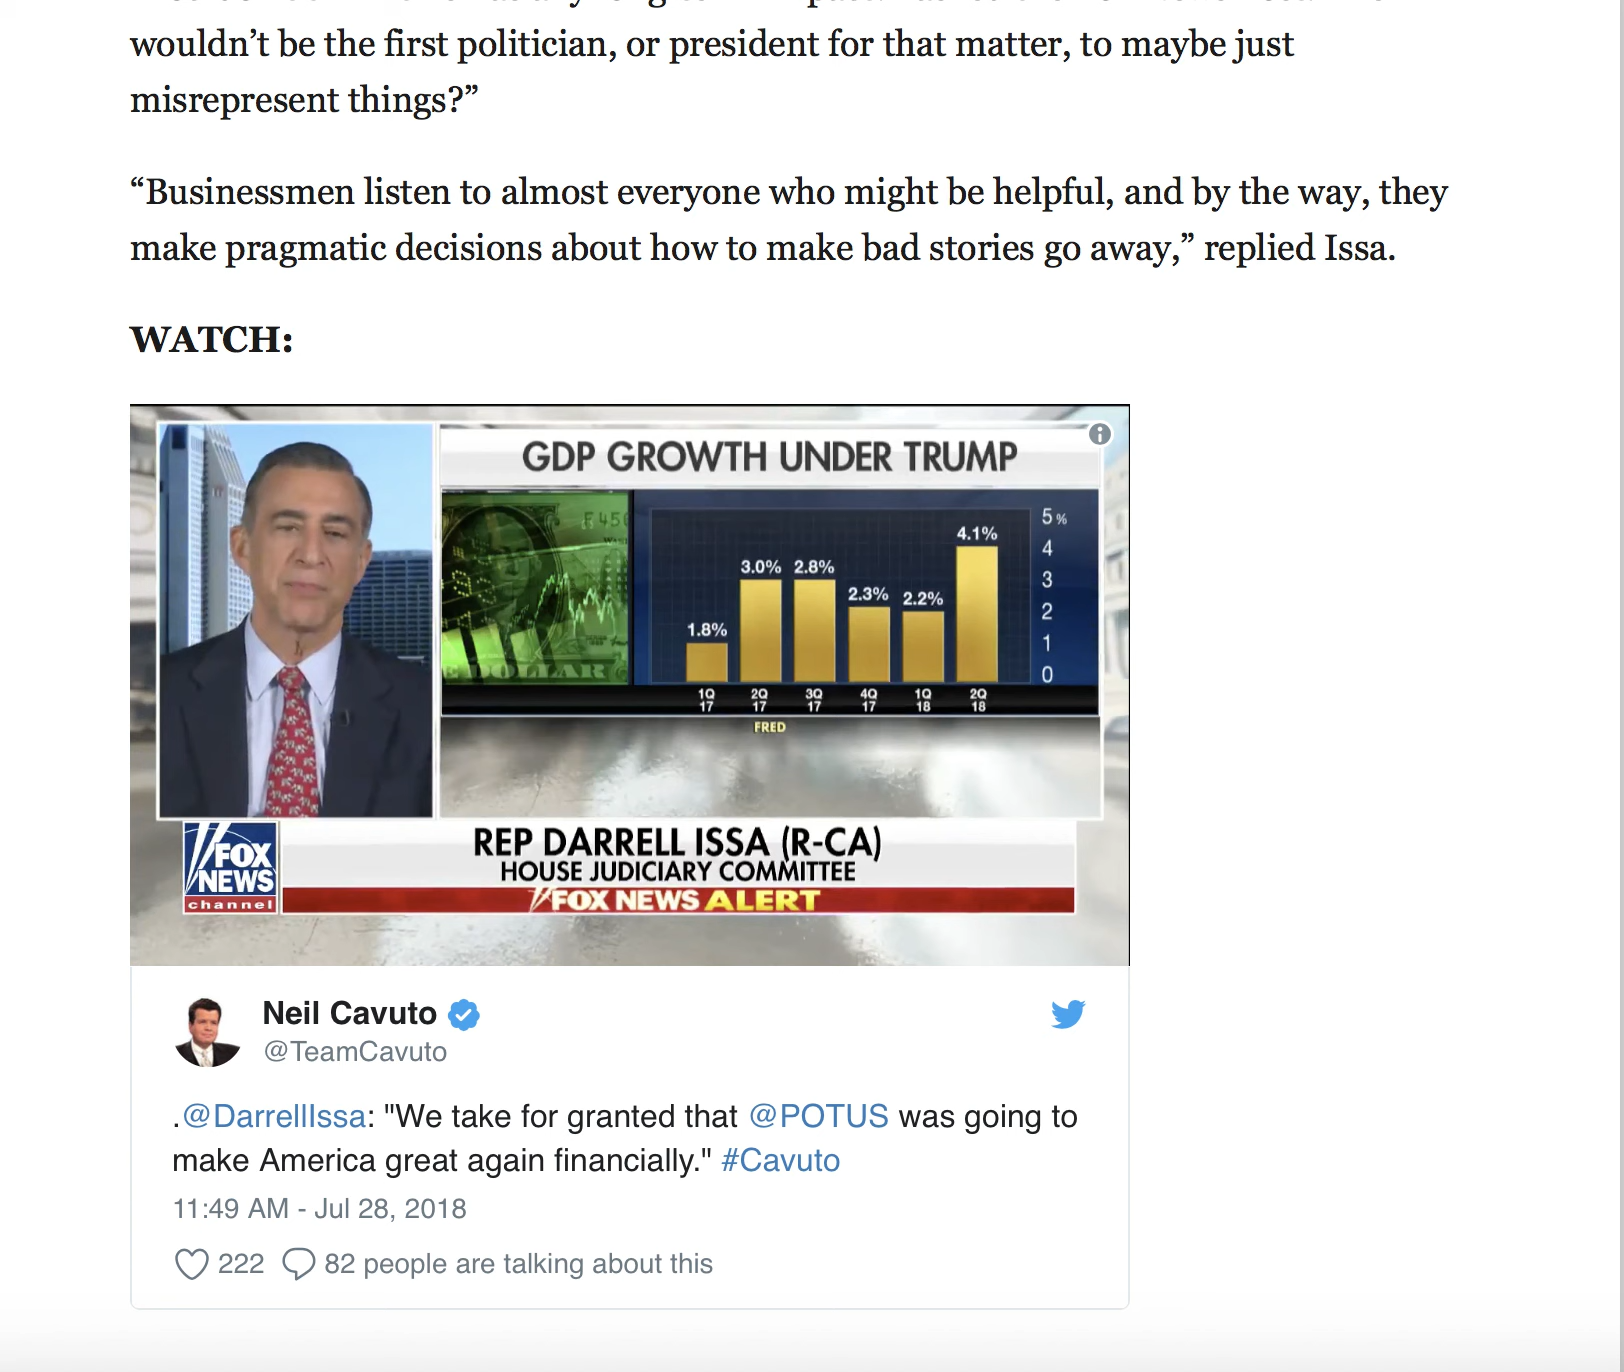 wouldn’t be the first politician, or president for that matter, to maybe just
misrepresent things?”
“Businessmen listen to almost everyone who might be helpful, and by the way, they
make pragmatic decisions about how to make bad stories go away,” replied Issa.
WATCH:
GDP GROWTH UNDER TRUMP
5%
4
3
2
1
0
1.8%
3.0%
2.8%
2.3%
2.2%
4.1%
1Q
17
2Q
17
3Q
17
4Q
17
1Q
18
2Q
18
FRED
DOLLAR
REP DARRELL ISSA (R-CA)
HOUSE JUDICIARY COMMITTEE
FOX NEWS ALERT
FOX
NEWS
channel
Neil Cavuto
@TeamCavuto
.@DarrellIssa: "We take for granted that @POTUS was going to
make America great again financially." #Cavuto
11:49 AM - Jul 28, 2018
222 82 people are talking about this